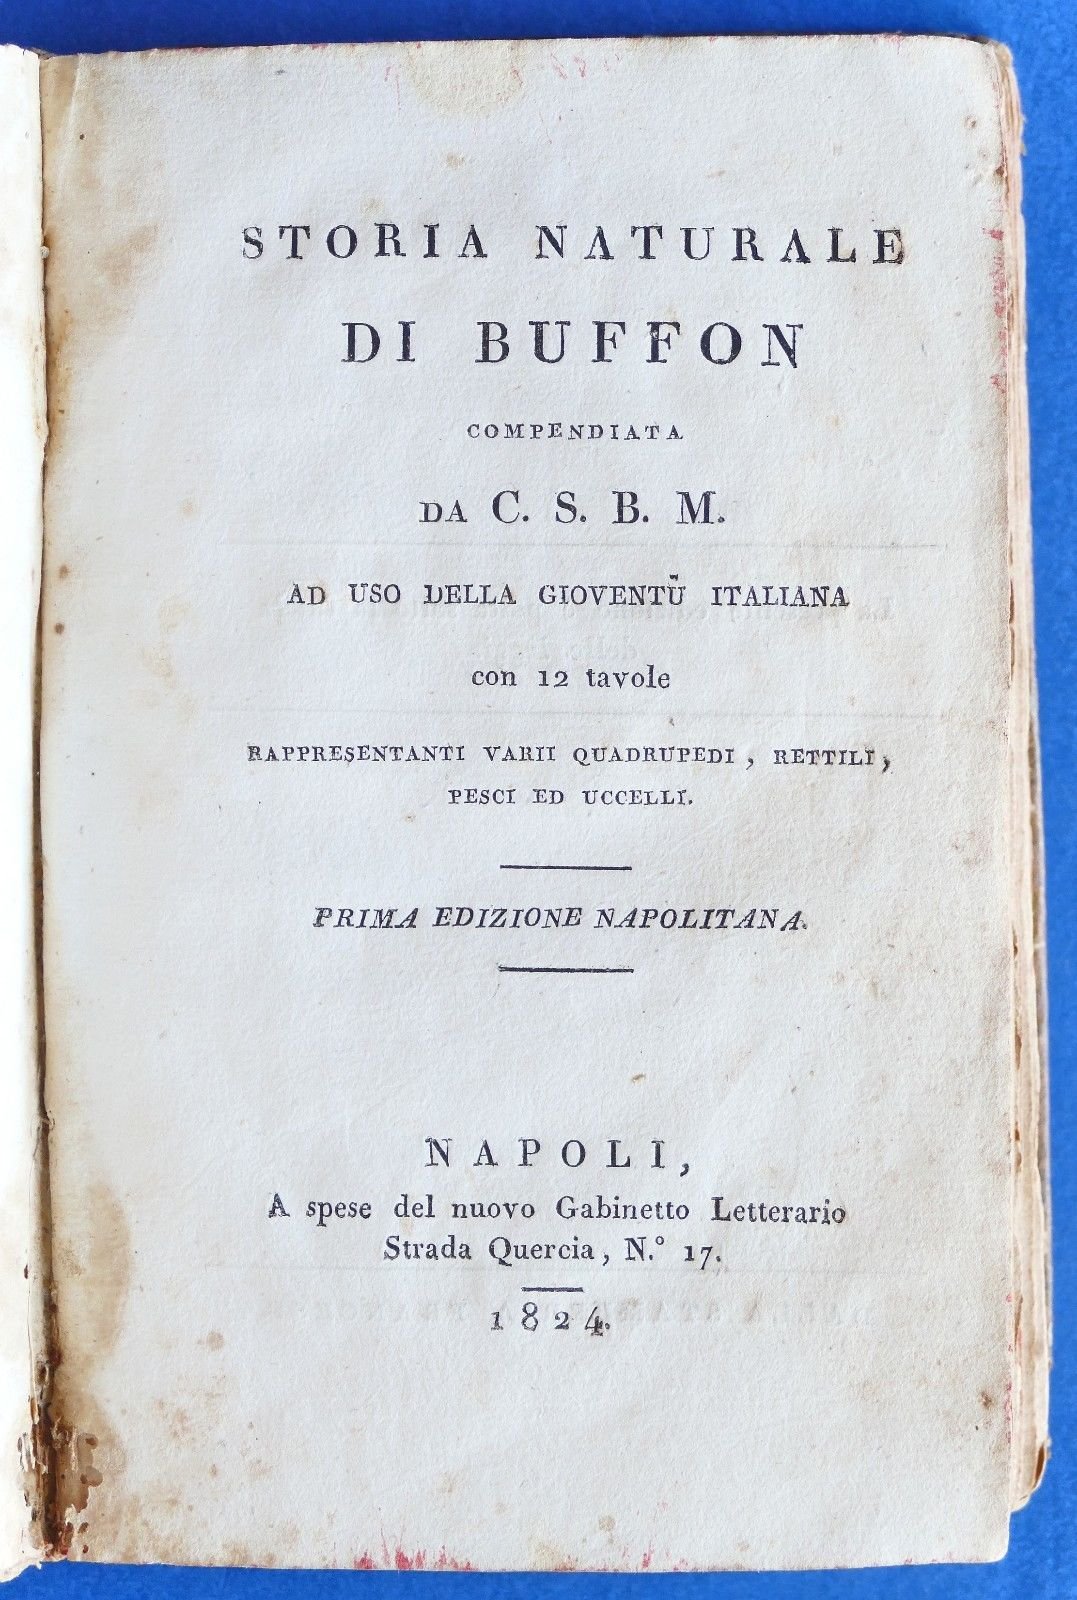 STORIA NATURALE
DI BUFFON
COMPENDIATA
DA C. S. B. M.
AD USO DELLA GIOVENTŨ ITALIANA
con 12 tavole
RAPPRESENTANTI VARII QUADRUPEDI , RETTILI ,
PESCI ED UCCELLI.
PRIMA EDIZIONE NAPOLITANA.
NAPOLI,
A spese del nuovo Gabinetto Letterario
Strada Quercia, N.° 17.
1824.